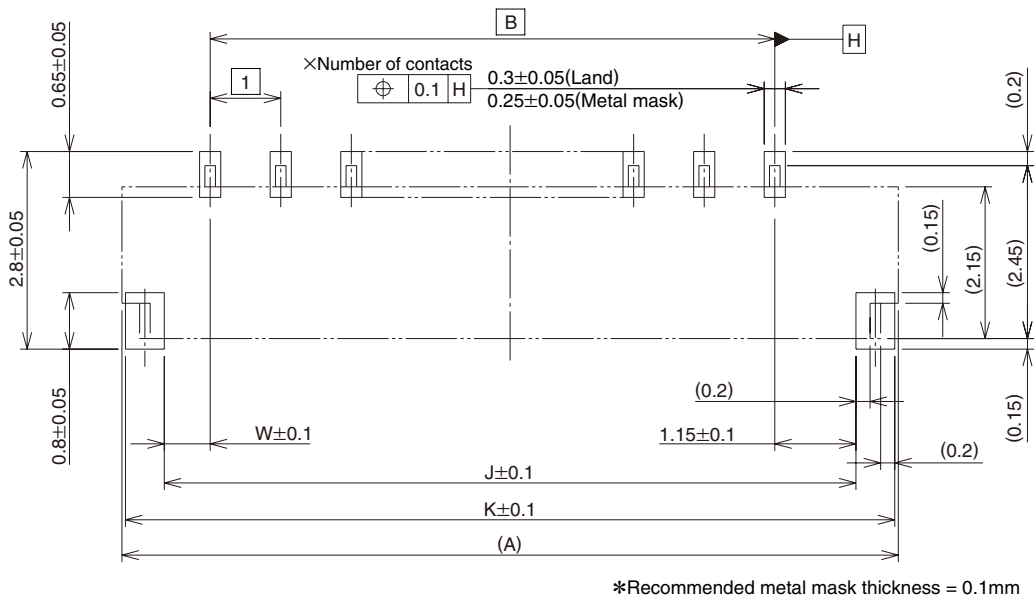 B
H
×Number of contacts
0.65±0.05
1
0.1 H
0.3±0.05(Land)
0.25±0.05(Metal mask)
(0.2)
2.8±0.05
(0.15)
(2.15)
(2.45)
0.8±0.05
(0.2)
(0.15)
W±0.1
1.15±0.1
(0.2)
J±0.1
K±0.1
(A)
*Recommended metal mask thickness = 0.1mm